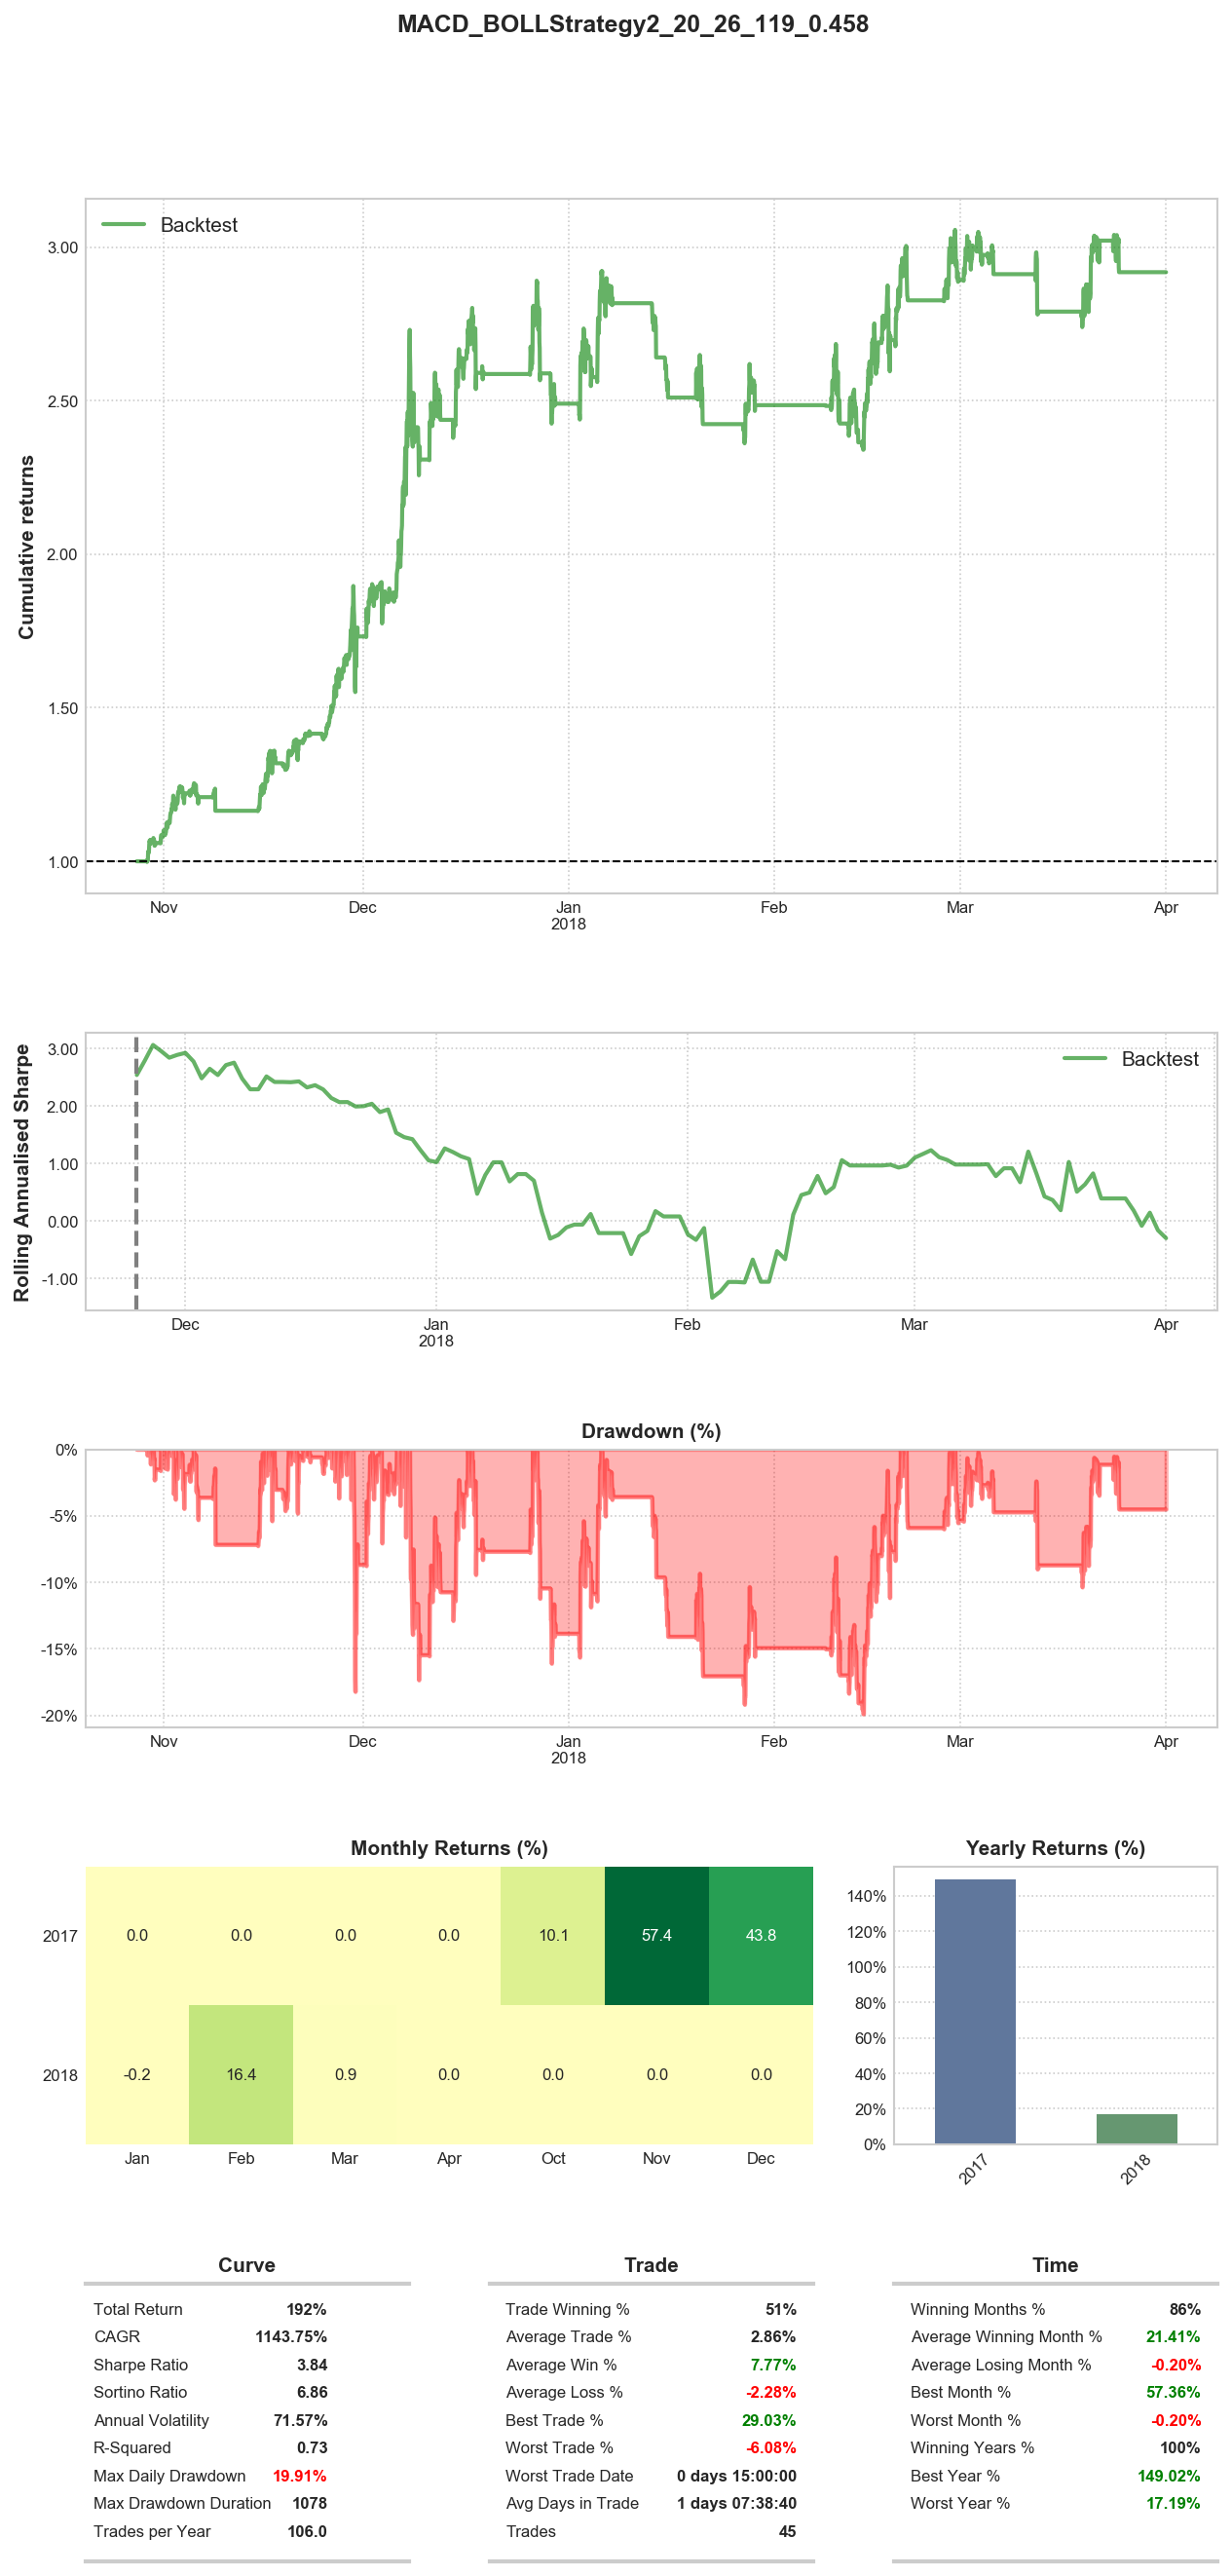 MACD_BOLLStrategy2_20_26_119_0.458
Backtest
Cumulative returns
3.00
2.50
2.00
1.50
1.00
Nov
Dec
Jan
2018
Feb
Mar
Apr
Backtest
Rolling Annualised Sharpe
3.00
2.00
1.00
0.00
-1.00
Dec
Jan
2018
Feb
Mar
Apr
Drawdown (%)
0%
-5%
-10%
-15%
-20%
Nov
Dec
Jan
2018
Feb
Mar
Apr
Monthly Returns (%)
2017 0.0 0.0 0.0 0.0 10.1 57.4 43.8
2018 -0.2 16.4 0.9 0.0 0.0 0.0 0.0
Jan Feb Mar Apr Oct Nov Dec
Yearly Returns (%)
140%
120%
100%
80%
60%
40%
20%
0%
2017
2018
Curve
Total Return 192%
CAGR 1143.75%
Sharpe Ratio 3.84
Sortino Ratio 6.86
Annual Volatility 71.57%
R-Squared 0.73
Max Daily Drawdown 19.91%
Max Drawdown Duration 1078
Trades per Year 106.0
Trade
Trade Winning % 51%
Average Trade % 2.86%
Average Win % 7.77%
Average Loss % -2.28%
Best Trade % 29.03%
Worst Trade % -6.08%
Worst Trade Date 0 days 15:00:00
Avg Days in Trade 1 days 07:38:40
Trades 45
Time
Winning Months % 86%
Average Winning Month % 21.41%
Average Losing Month % -0.20%
Best Month % 57.36%
Worst Month % -0.20%
Winning Years % 100%
Best Year % 149.02%
Worst Year % 17.19%